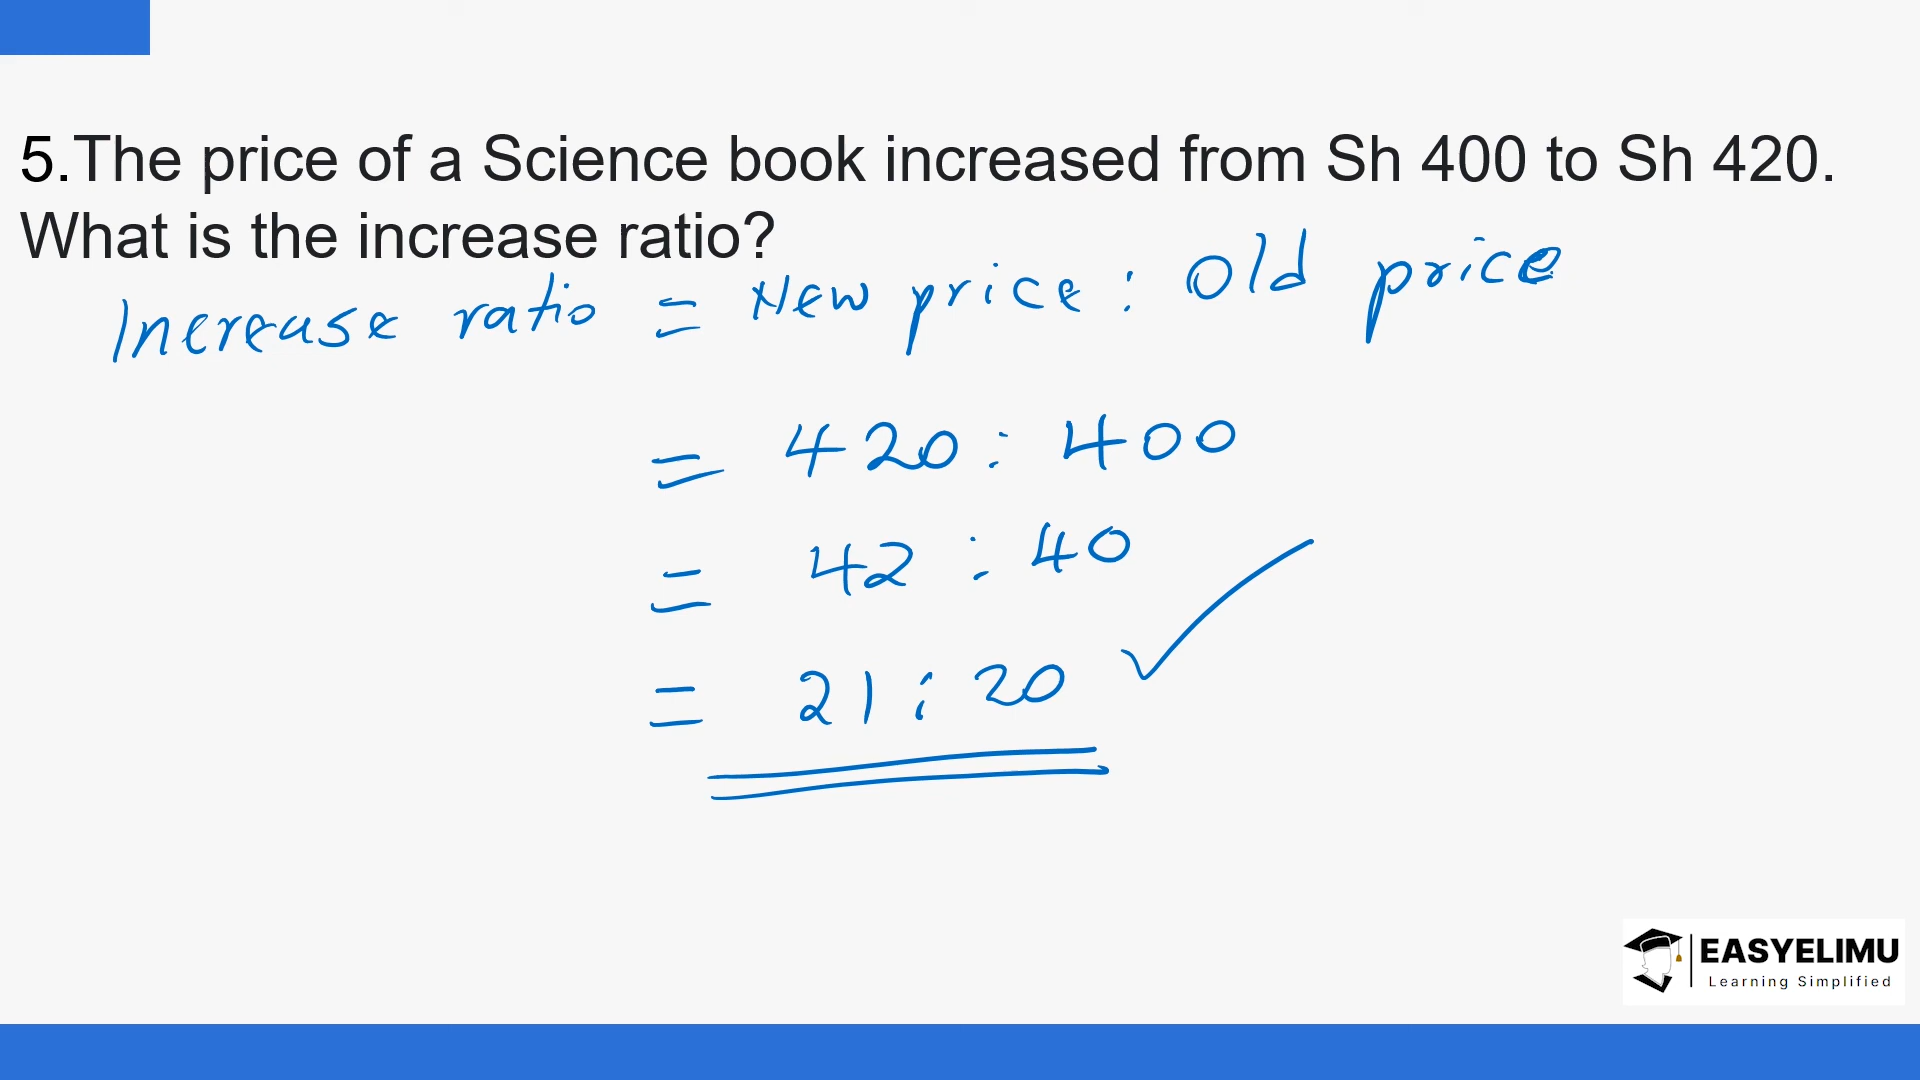 5.The price of a Science book increased from Sh 400 to Sh 420.
What is the increase ratio?
Increase ratio = New price : Old price
= 420 : 400
= 42 : 40
= 21 : 20
EASYELIMU
Learning Simplified